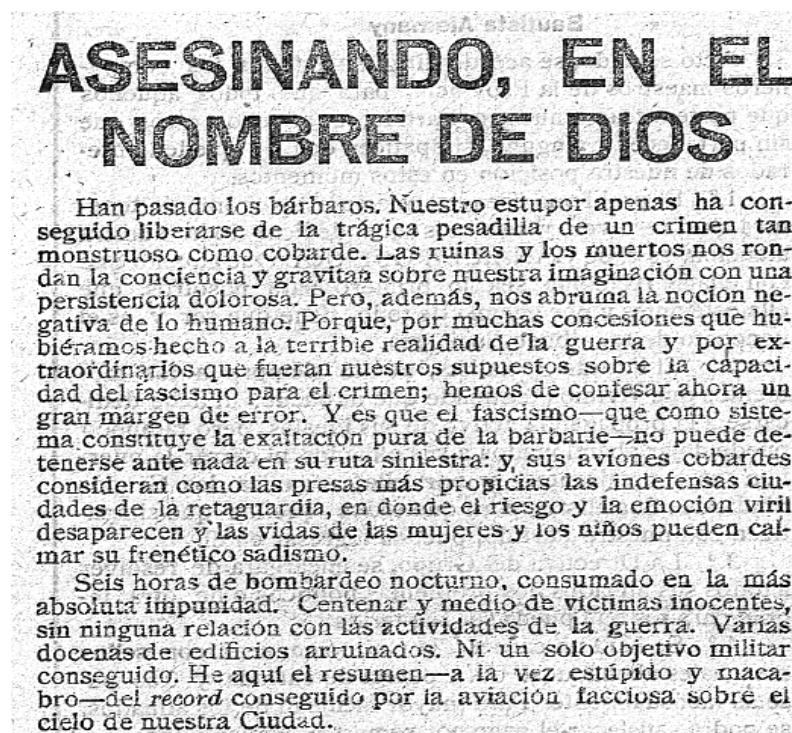 ASESINANDO, EN EL
NOMBRE DE DIOS
Han pasado los bárbaros. Nuestro estupor apenas ha con-
seguido liberarse de la trágica pesadilla de un crimen tan
monstruoso como cobarde. Las ruinas y los muertos nos ron-
dan la conciencia y gravitan sobre nuestra imaginación con una
persistencia dolorosa. Pero, además, nos abruma la noción ne-
gativa de lo humano. Porque, por muchas concesiones que hu-
biéramos hecho a la terrible realidad de la guerra y por ex-
traordinarios que fueran nuestros supuestos sobre la capaci-
dad del fascismo para el crimen; hemos de confesar ahora un
gran margen de error. Y es que el fascismo—que como siste-
ma constituye la exaltación pura de la barbarie—no puede de-
tenerse ante nada en su ruta siniestra: y sus aviones cobardes
consideran como las presas más propicias las indefensas ciu-
dades de la retaguardia, en donde el riesgo y la emoción viril
desaparecen y las vidas de las mujeres y los niños pueden cal-
mar su frenético sadismo.
Seis horas de bombardeo nocturno, consumado en la más
absoluta impunidad. Centenar y medio de víctimas inocentes,
sin ninguna relación con las actividades de la guerra. Varias
docenas de edificios arruinados. Ni un solo objetivo militar
conseguido. He aquí el resumen—a la vez estúpido y maca-
bro—del record conseguido por la aviación facciosa sobre el
cielo de nuestra Ciudad.